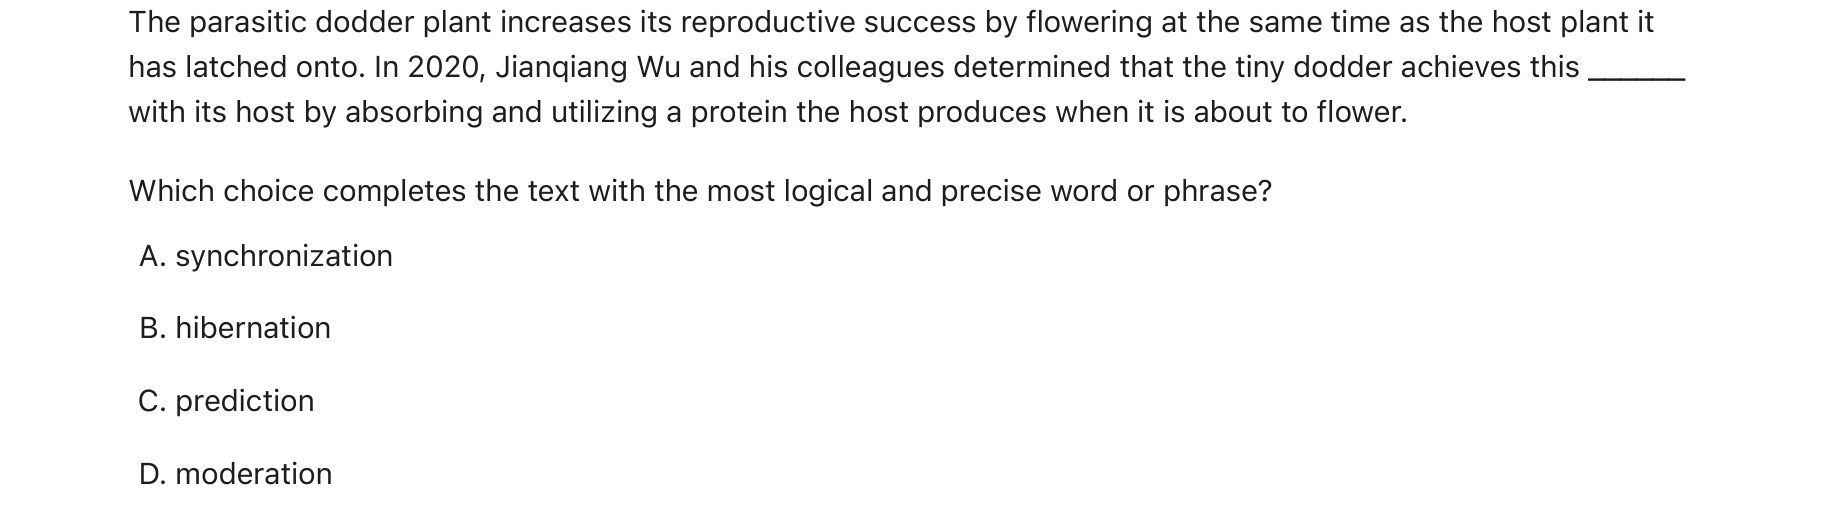 The parasitic dodder plant increases its reproductive success by flowering at the same time as the host plant it
has latched onto. In 2020, Jianqiang Wu and his colleagues determined that the tiny dodder achieves this ______
with its host by absorbing and utilizing a protein the host produces when it is about to flower.
Which choice completes the text with the most logical and precise word or phrase?
A. synchronization
B. hibernation
C. prediction
D. moderation